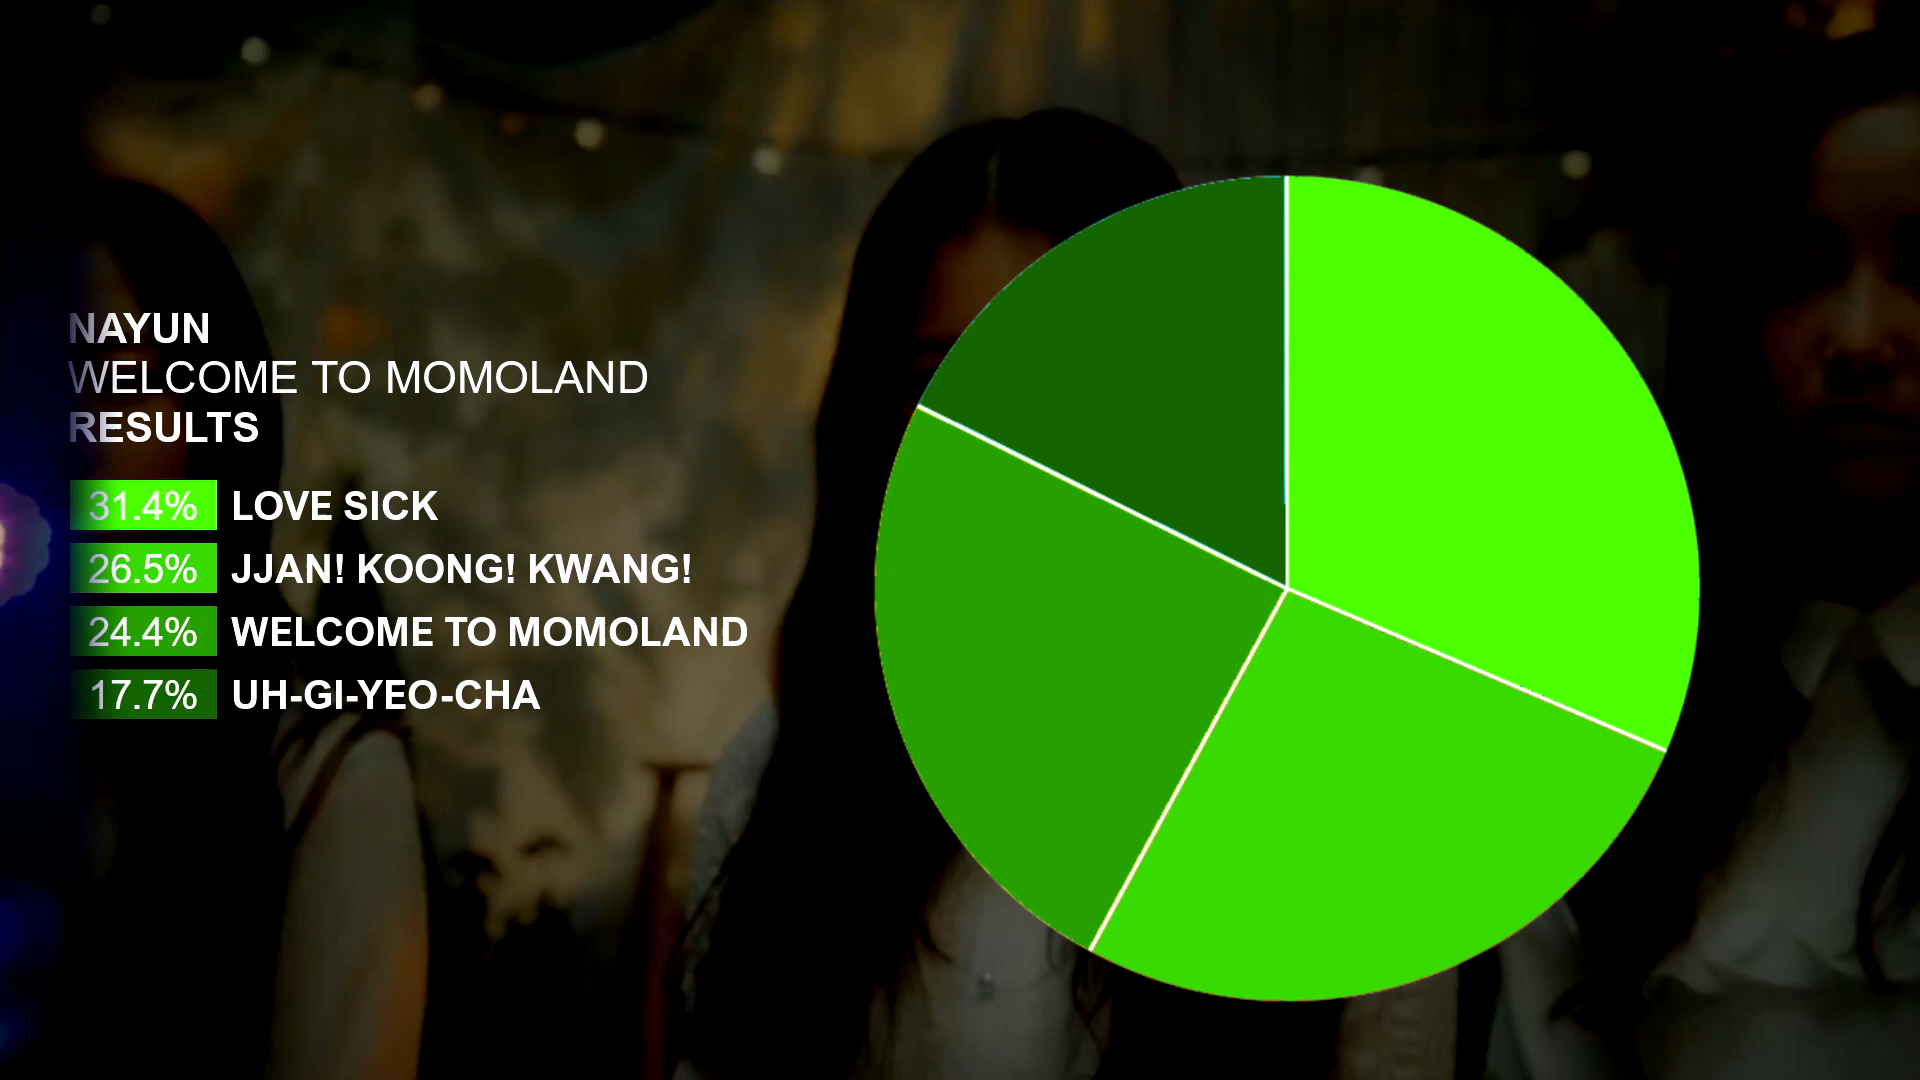 NAYUN
WELCOME TO MOMOLAND
RESULTS
31.4% LOVE SICK
26.5% JJAN! KOONG! KWANG!
24.4% WELCOME TO MOMOLAND
17.7% UH-GI-YEO-CHA